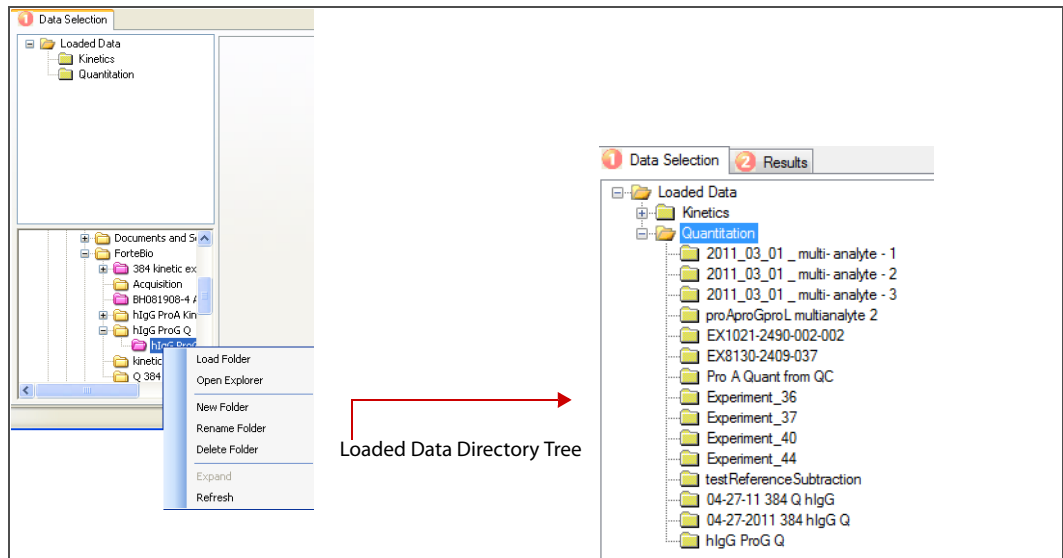 1 Data Selection
Loaded Data
Kinetics
Quantitation
Documents and S
ForteBio
384 kinetic ex
Acquisition
BH081908-4
hIgG ProA Kin
hIgG ProG Q
hIgG Pro
kinetic
Q 384
Load Folder
Open Explorer
New Folder
Rename Folder
Delete Folder
Expand
Refresh
Loaded Data Directory Tree
1 Data Selection 2 Results
Loaded Data
Kinetics
Quantitation
2011_03_01 _ multi- analyte - 1
2011_03_01 _ multi- analyte - 2
2011_03_01 _ multi- analyte - 3
proAproGproL multianalyte 2
EX1021-2490-002-002
EX8130-2409-037
Pro A Quant from QC
Experiment_36
Experiment_37
Experiment_40
Experiment_44
testReferenceSubtraction
04-27-11 384 Q hIgG
04-27-2011 384 hIgG Q
hIgG ProG Q